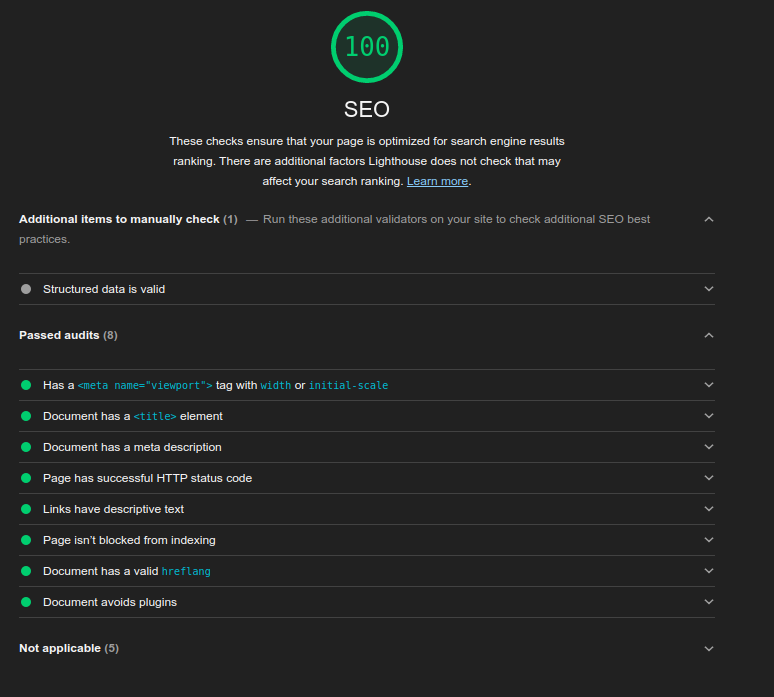 100
SEO
These checks ensure that your page is optimized for search engine results
ranking. There are additional factors Lighthouse does not check that may
affect your search ranking. Learn more.
Additional items to manually check (1) — Run these additional validators on your site to check additional SEO best
practices.
Structured data is valid
Passed audits (8)
Has a <meta name="viewport"> tag with width or initial-scale
Document has a <title> element
Document has a meta description
Page has successful HTTP status code
Links have descriptive text
Page isn’t blocked from indexing
Document has a valid hreflang
Document avoids plugins
Not applicable (5)